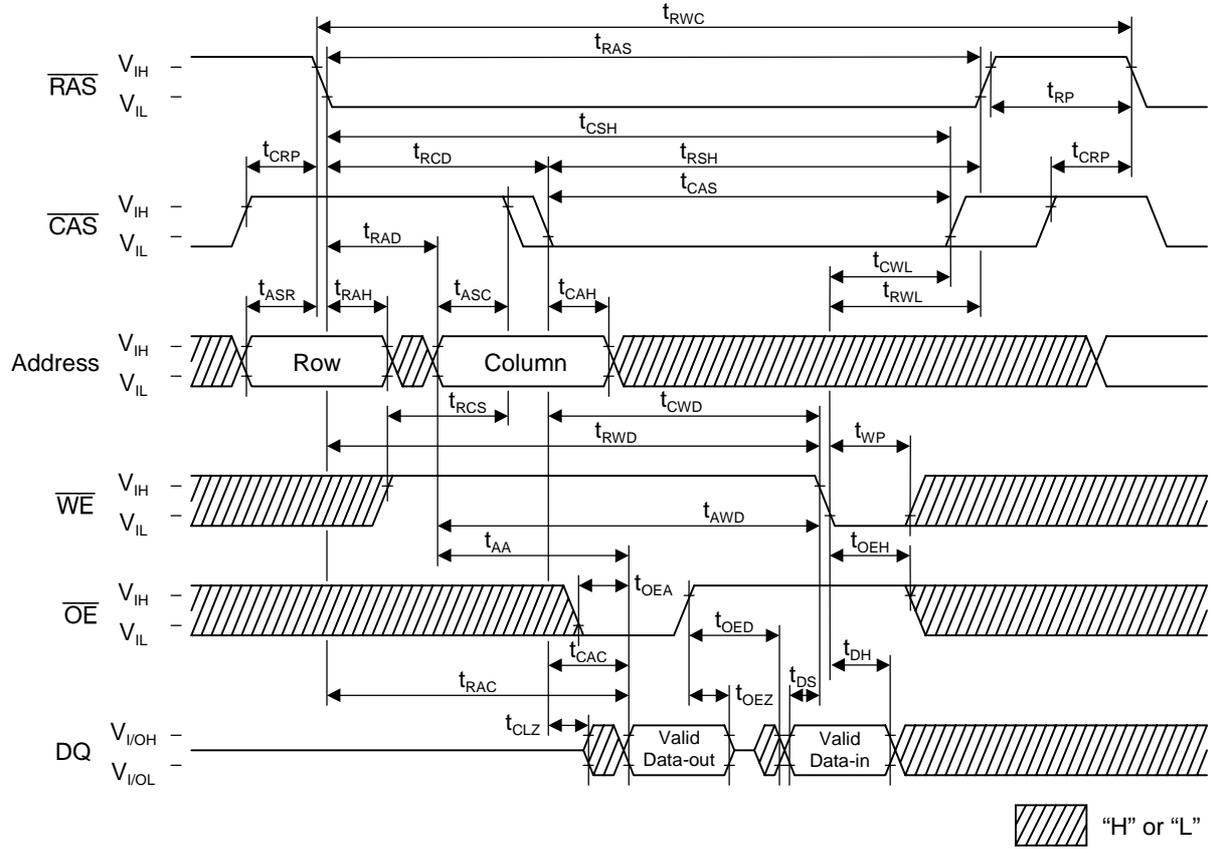 tRWC
tRAS
RAS
VIH
VIL
tRP
tCSH
tCRP
tRCD
tRSH
tCRP
tCAS
CAS
VIH
VIL
tRAD
tCWL
tASR
tRAH
tASC
tCAH
tRWL
Address
VIH
VIL
Row
Column
tRCS
tCWD
tRWD
tWP
WE
VIH
VIL
tAWD
tAA
tOEH
OE
VIH
VIL
tOEA
tOED
tCAC
tDH
tRAC
tOEZ
tDS
tCLZ
DQ
VI/OH
VI/OL
Valid
Data-out
Valid
Data-in
“H” or “L”